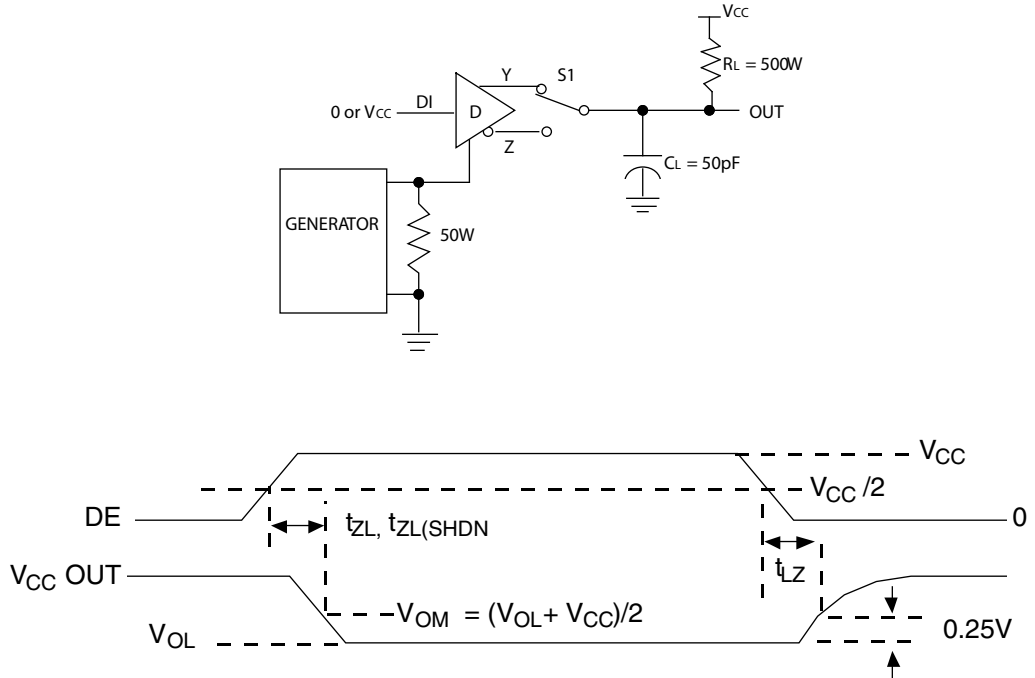 VCC
RL = 500W
Y
S1
0 or VCC
DI
D
OUT
Z
CL = 50pF
GENERATOR
50W
VCC
VCC /2
DE
tZL, tZL(SHDN
0
VCC OUT
tLZ
VOM = (VOL+ VCC)/2
VOL
0.25V